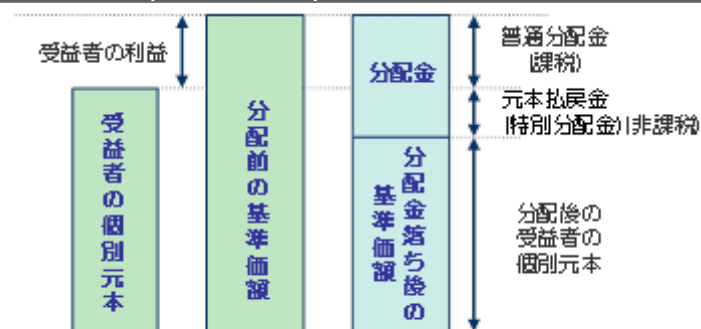 受益者の利益
受益者の個別元本
分配前の基準価額
分配金
分配金落ち後の
基準価額
普通分配金
(課税)
元本払戻金
(特別分配金)(非課税)
分配後の
受益者の
個別元本